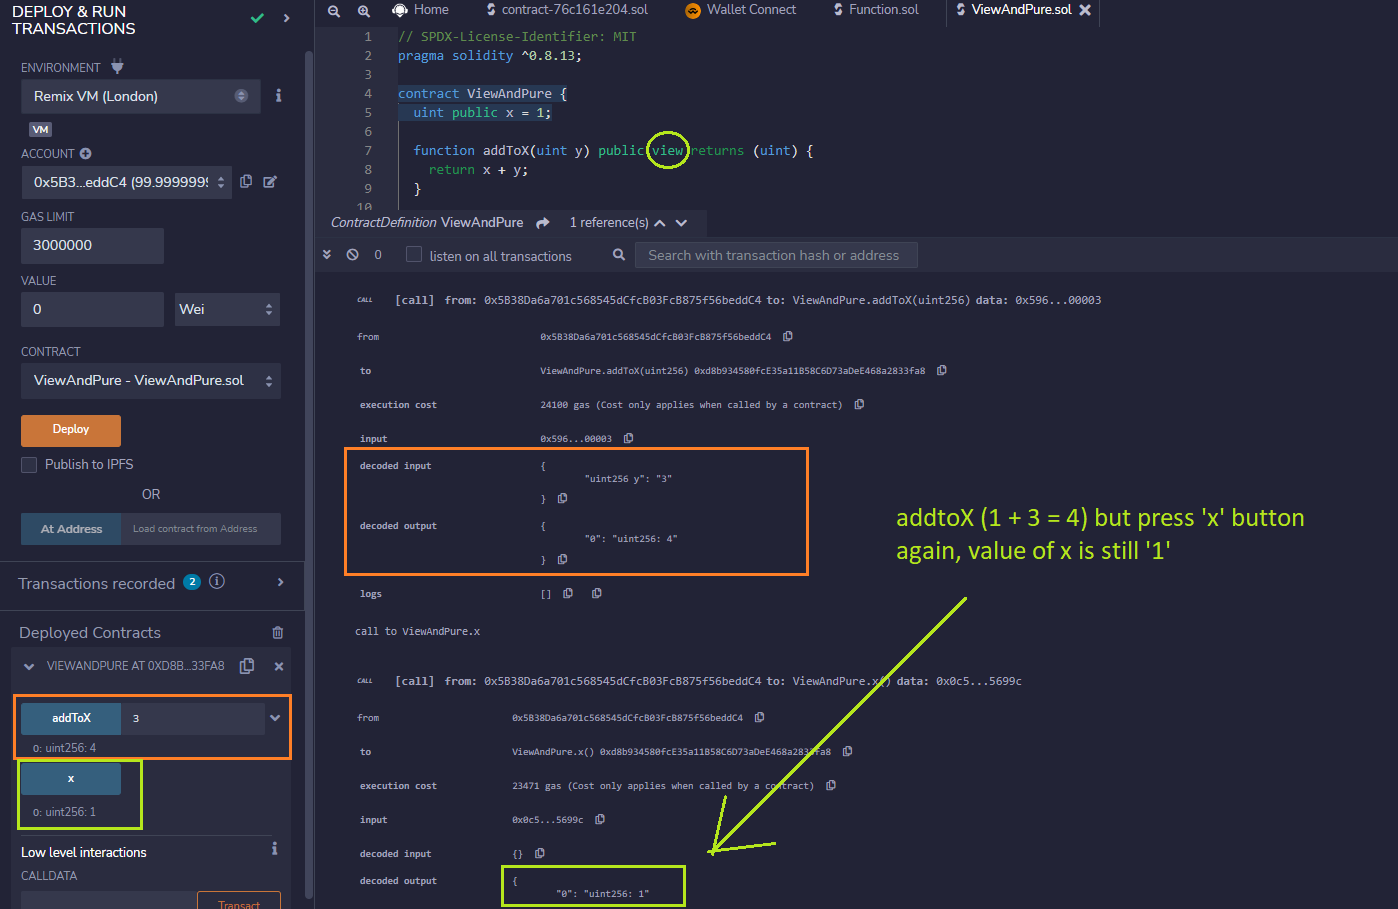 DEPLOY & RUN
TRANSACTIONS
ENVIRONMENT
Remix VM (London)
VM
ACCOUNT
0x5B3...eddC4 (99.9999999
GAS LIMIT
3000000
VALUE
0
Wei
CONTRACT
ViewAndPure - ViewAndPure.sol
Deploy
Publish to IPFS
OR
At Address
Load contract from Address
Transactions recorded 2
Deployed Contracts
VIEWANDPURE AT 0XD8B...33FA8
addToX 3
0: uint256: 4
x
0: uint256: 1
Low level interactions
CALLDATA
Transact
Home contract-76c161e204.sol Wallet Connect Function.sol ViewAndPure.sol
1 // SPDX-License-Identifier: MIT
2 pragma solidity ^0.8.13;
3
4 contract ViewAndPure {
5 uint public x = 1;
6
7 function addToX(uint y) public view returns (uint) {
8 return x + y;
9 }
10
ContractDefinition ViewAndPure 1 reference(s)
0 listen on all transactions Search with transaction hash or address
CALL [call] from: 0x5B38Da6a701c568545dCfcB03FcB875f56beddC4 to: ViewAndPure.addToX(uint256) data: 0x596...00003
from 0x5B38Da6a701c568545dCfcB03FcB875f56beddC4
to ViewAndPure.addToX(uint256) 0xd8b934580fcE35a11B58C6D73aDeE468a2833fa8
execution cost 24100 gas (Cost only applies when called by a contract)
input 0x596...00003
decoded input {
"uint256 y": "3"
}
decoded output {
"0": "uint256: 4"
}
logs []
call to ViewAndPure.x
CALL [call] from: 0x5B38Da6a701c568545dCfcB03FcB875f56beddC4 to: ViewAndPure.x() data: 0x0c5...5699c
from 0x5B38Da6a701c568545dCfcB03FcB875f56beddC4
to ViewAndPure.x() 0xd8b934580fcE35a11B58C6D73aDeE468a2833fa8
execution cost 23471 gas (Cost only applies when called by a contract)
input 0x0c5...5699c
decoded input {}
decoded output {
"0": "uint256: 1"
addtoX (1 + 3 = 4) but press 'x' button
again, value of x is still '1'